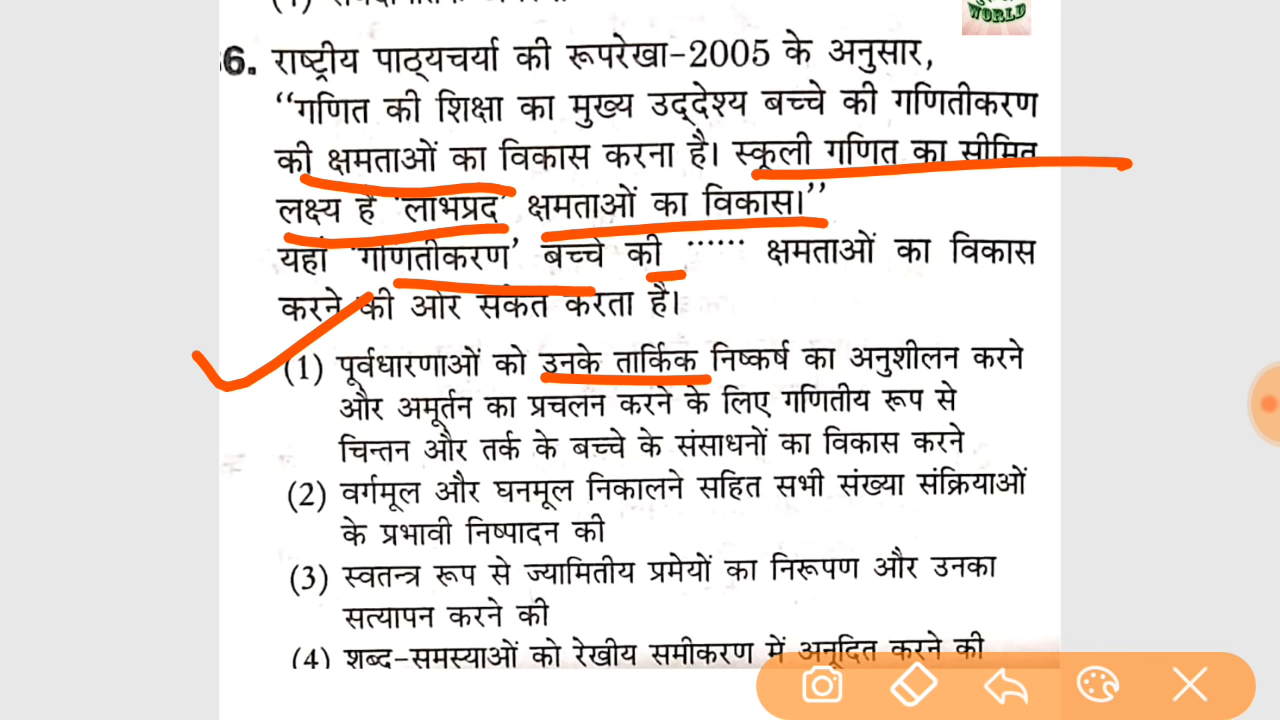 WORLD
6. राष्ट्रीय पाठ्यचर्या की रूपरेखा-2005 के अनुसार,
‘‘गणित की शिक्षा का मुख्य उद्देश्य बच्चे की गणितीकरण
की क्षमताओं का विकास करना है। स्कूली गणित का सीमित
लक्ष्य है ‘लाभप्रद’ क्षमताओं का विकास।’’
यहाँ ‘गणितीकरण’ बच्चे की ...... क्षमताओं का विकास
करने की ओर संकेत करता है।
(1) पूर्वधारणाओं को उनके तार्किक निष्कर्ष का अनुशीलन करने
और अमूर्तन का प्रचलन करने के लिए गणितीय रूप से
चिन्तन और तर्क के बच्चे के संसाधनों का विकास करने
(2) वर्गमूल और घनमूल निकालने सहित सभी संख्या संक्रियाओं
के प्रभावी निष्पादन की
(3) स्वतन्त्र रूप से ज्यामितीय प्रमेयों का निरूपण और उनका
सत्यापन करने की
(4) शब्द-समस्याओं को रेखीय समीकरण में अनूदित करने की